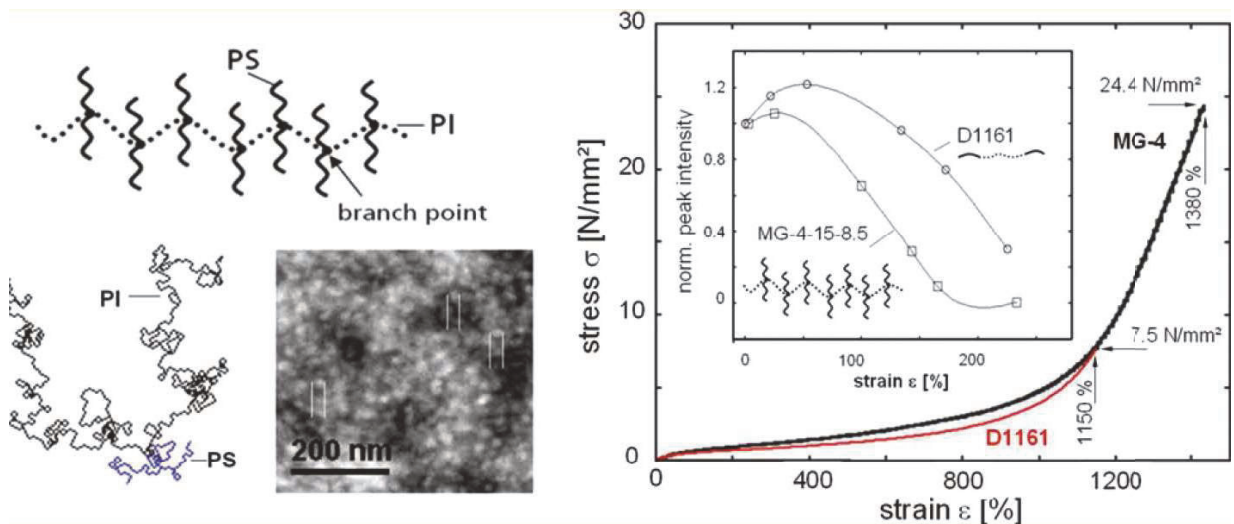 PS
PI
branch point
PI
PS
200 nm
30
20
10
0
stress σ [N/mm²]
0
400
800
1200
strain ε [%]
24.4 N/mm²
MG-4
1380 %
7.5 N/mm²
1150 %
D1161
1.2
0.8
0.4
0
norm. peak intensity
D1161
MG-4-15-8.5
0
100
200
strain ε [%]